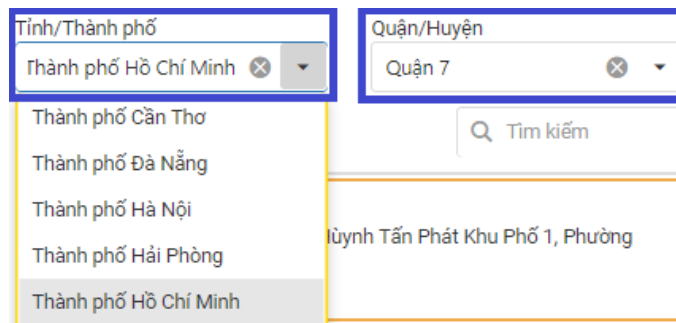 Tỉnh/Thành phố
Thành phố Hồ Chí Minh
Quận/Huyện
Quận 7
Thành phố Cần Thơ
Thành phố Đà Nẵng
Thành phố Hà Nội
Thành phố Hải Phòng
Thành phố Hồ Chí Minh
Tìm kiếm
Tấn Phát Khu Phố 1, Phường